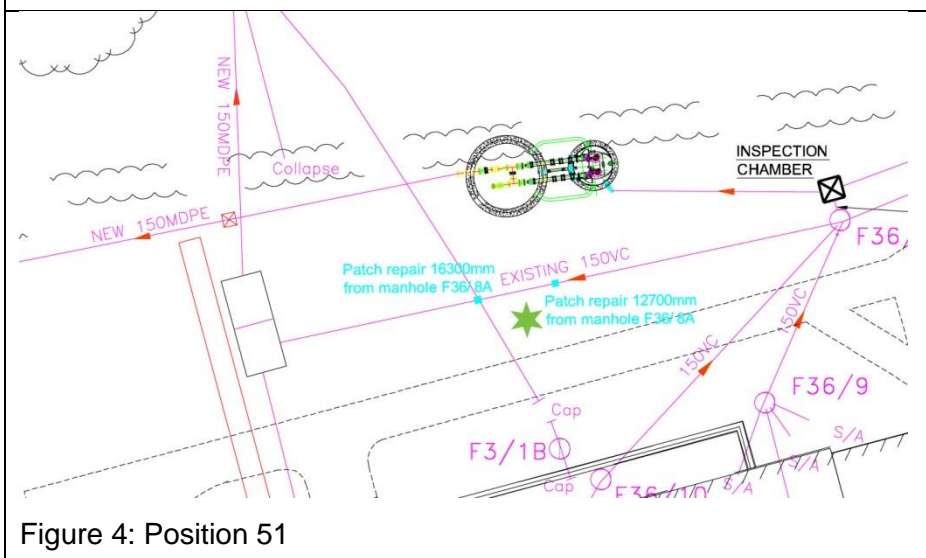 NEW 150MDPE
Collapse
INSPECTION
CHAMBER
NEW 150MDPE
F36/
Patch repair 16300mm
from manhole F36/8A
EXISTING 150VC
Patch repair 12700mm
from manhole F36/8A
150VC
150VC
F36/9
Cap
F3/1B
S/A
S/A
Cap
F36/10
S/A
Figure 4: Position 51